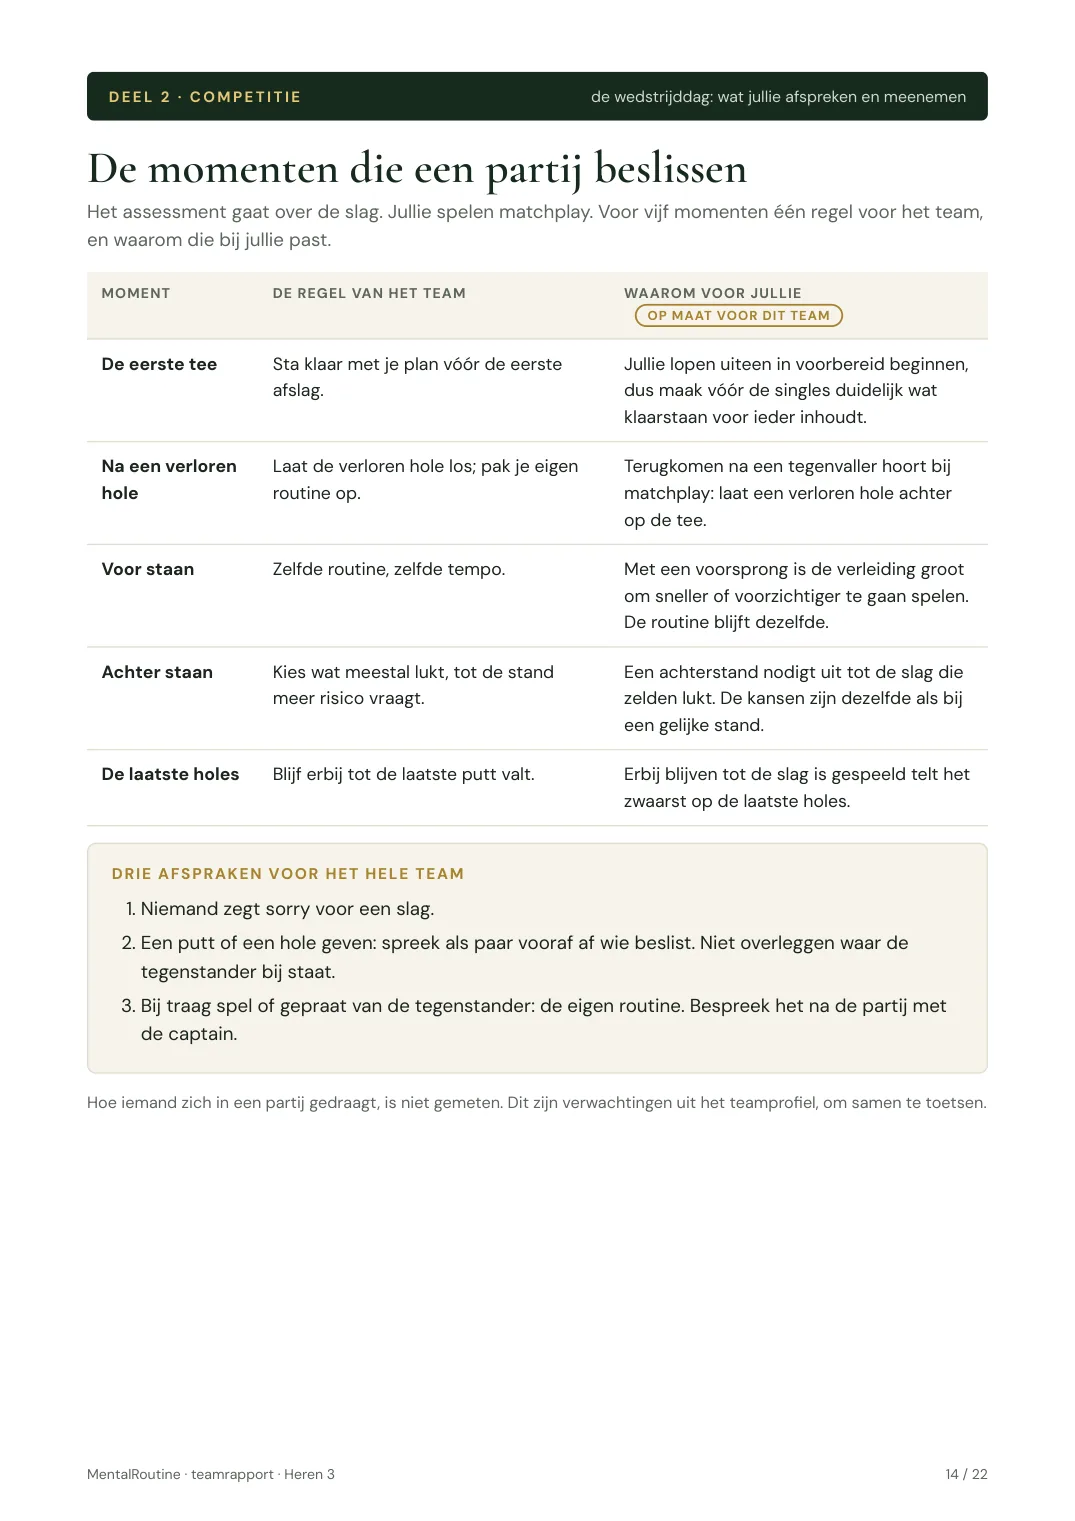 DEEL 2 · COMPETITIE
de wedstrijddag: wat jullie afspreken en meenemen
De momenten die een partij beslissen
Het assessment gaat over de slag. Jullie spelen matchplay. Voor vijf momenten één regel voor het team,
en waarom die bij jullie past.
MOMENT
DE REGEL VAN HET TEAM
WAAROM VOOR JULLIE
OP MAAT VOOR DIT TEAM
De eerste tee
Sta klaar met je plan vóór de eerste
afslag.
Jullie lopen uiteen in voorbereid beginnen,
dus maak vóór de singles duidelijk wat
klaarstaan voor ieder inhoudt.
Na een verloren
hole
Laat de verloren hole los; pak je eigen
routine op.
Terugkomen na een tegenvaller hoort bij
matchplay: laat een verloren hole achter
op de tee.
Voor staan
Zelfde routine, zelfde tempo.
Met een voorsprong is de verleiding groot
om sneller of voorzichtiger te gaan spelen.
De routine blijft dezelfde.
Achter staan
Kies wat meestal lukt, tot de stand
meer risico vraagt.
Een achterstand nodigt uit tot de slag die
zelden lukt. De kansen zijn dezelfde als bij
een gelijke stand.
De laatste holes
Blijf erbij tot de laatste putt valt.
Erbij blijven tot de slag is gespeeld telt het
zwaarst op de laatste holes.
DRIE AFSPRAKEN VOOR HET HELE TEAM
1. Niemand zegt sorry voor een slag.
2. Een putt of een hole geven: spreek als paar vooraf af wie beslist. Niet overleggen waar de
tegenstander bij staat.
3. Bij traag spel of gepraat van de tegenstander: de eigen routine. Bespreek het na de partij met
de captain.
Hoe iemand zich in een partij gedraagt, is niet gemeten. Dit zijn verwachtingen uit het teamprofiel, om samen te toetsen.
MentalRoutine · teamrapport · Heren 3
14 / 22